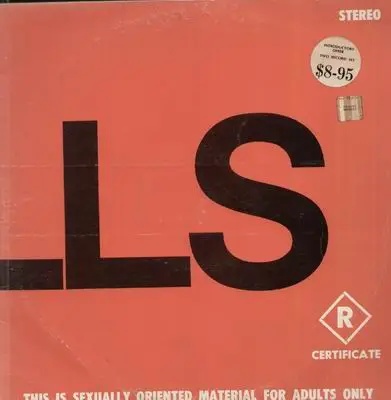 STEREO
INTRODUCTORY
OFFER
TWO RECORD SET
$8-95
LS
R
CERTIFICATE
THIS IS SEXUALLY ORIENTED MATERIAL FOR ADULTS ONLY